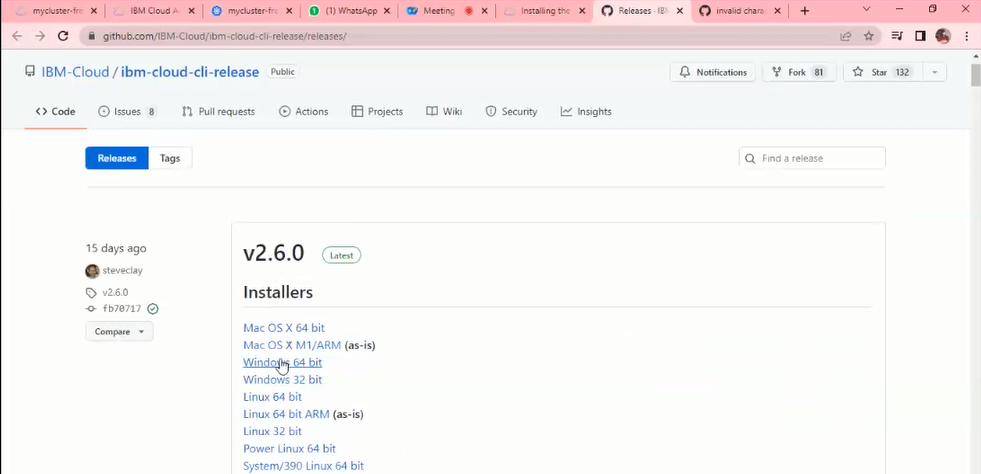 mycluster-fre
IBM Cloud Ac
mycluster-fre
(1) WhatsApp
Meeting
Installing the
Releases · IB
invalid chara
github.com/IBM-Cloud/ibm-cloud-cli-release/releases/
IBM-Cloud / ibm-cloud-cli-release Public
Notifications
Fork 81
Star 132
Code
Issues 8
Pull requests
Actions
Projects
Wiki
Security
Insights
Releases
Tags
Find a release
15 days ago
steveclay
v2.6.0
fb70717
Compare
v2.6.0 Latest
Installers
Mac OS X 64 bit
Mac OS X M1/ARM (as-is)
Windows 64 bit
Windows 32 bit
Linux 64 bit
Linux 64 bit ARM (as-is)
Linux 32 bit
Power Linux 64 bit
System/390 Linux 64 bit